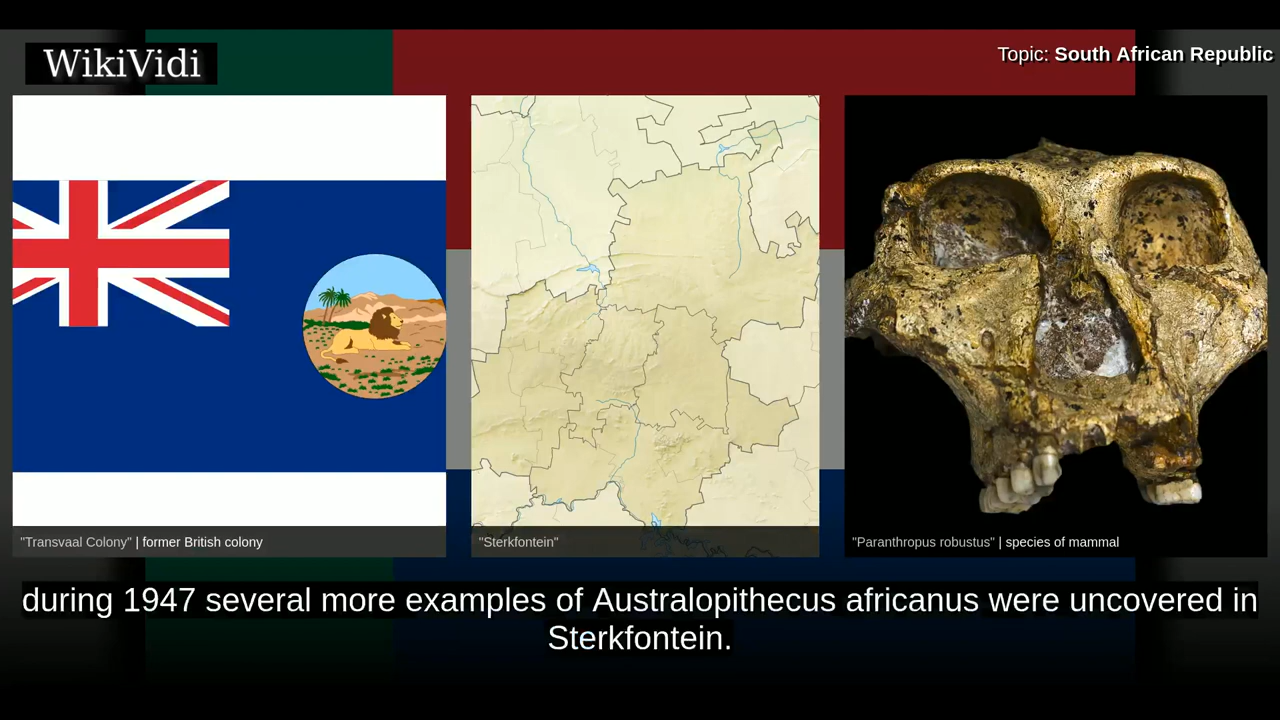 WikiVidi
Topic: South African Republic
"Transvaal Colony" | former British colony
"Sterkfontein"
"Paranthropus robustus" | species of mammal
during 1947 several more examples of Australopithecus africanus were uncovered in
Sterkfontein.